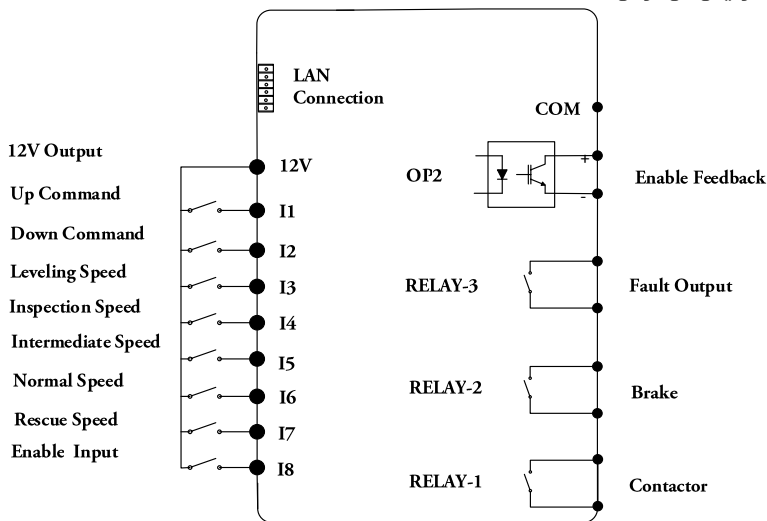 LAN
Connection
COM
12V Output
12V
OP2
Enable Feedback
+
-
Up Command
I1
Down Command
I2
Leveling Speed
I3
RELAY-3
Fault Output
Inspection Speed
I4
Intermediate Speed
I5
Normal Speed
I6
RELAY-2
Brake
Rescue Speed
I7
Enable Input
I8
RELAY-1
Contactor